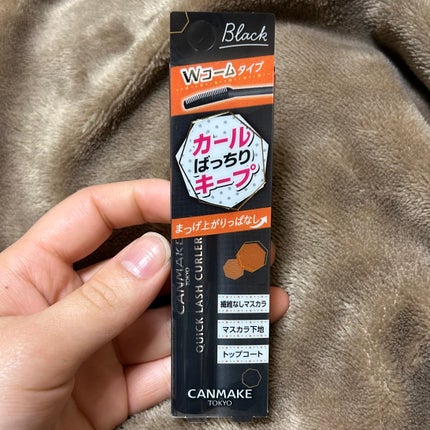 Black
Wコームタイプ
カール
ばっちり
キープ
まつげ上がりっぱなし
CANMAKE
TOKYO
QUICK LASH CURLER
繊維なしマスカラ
マスカラ下地
トップコート
CANMAKE
TOKYO